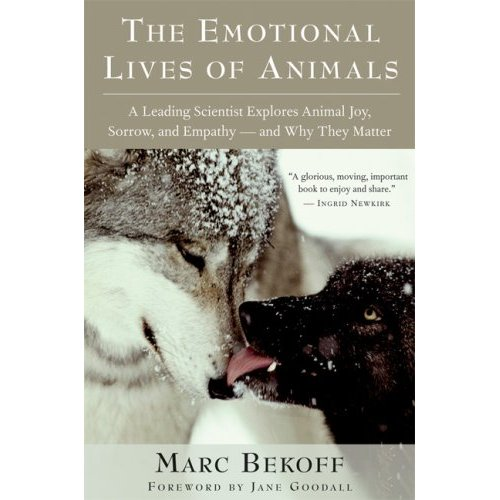 THE EMOTIONAL
LIVES OF ANIMALS
A Leading Scientist Explores Animal Joy,
Sorrow, and Empathy — and Why They Matter
“A glorious, moving, important
book to enjoy and share.”
— INGRID NEWKIRK
MARC BEKOFF
FOREWORD BY JANE GOODALL